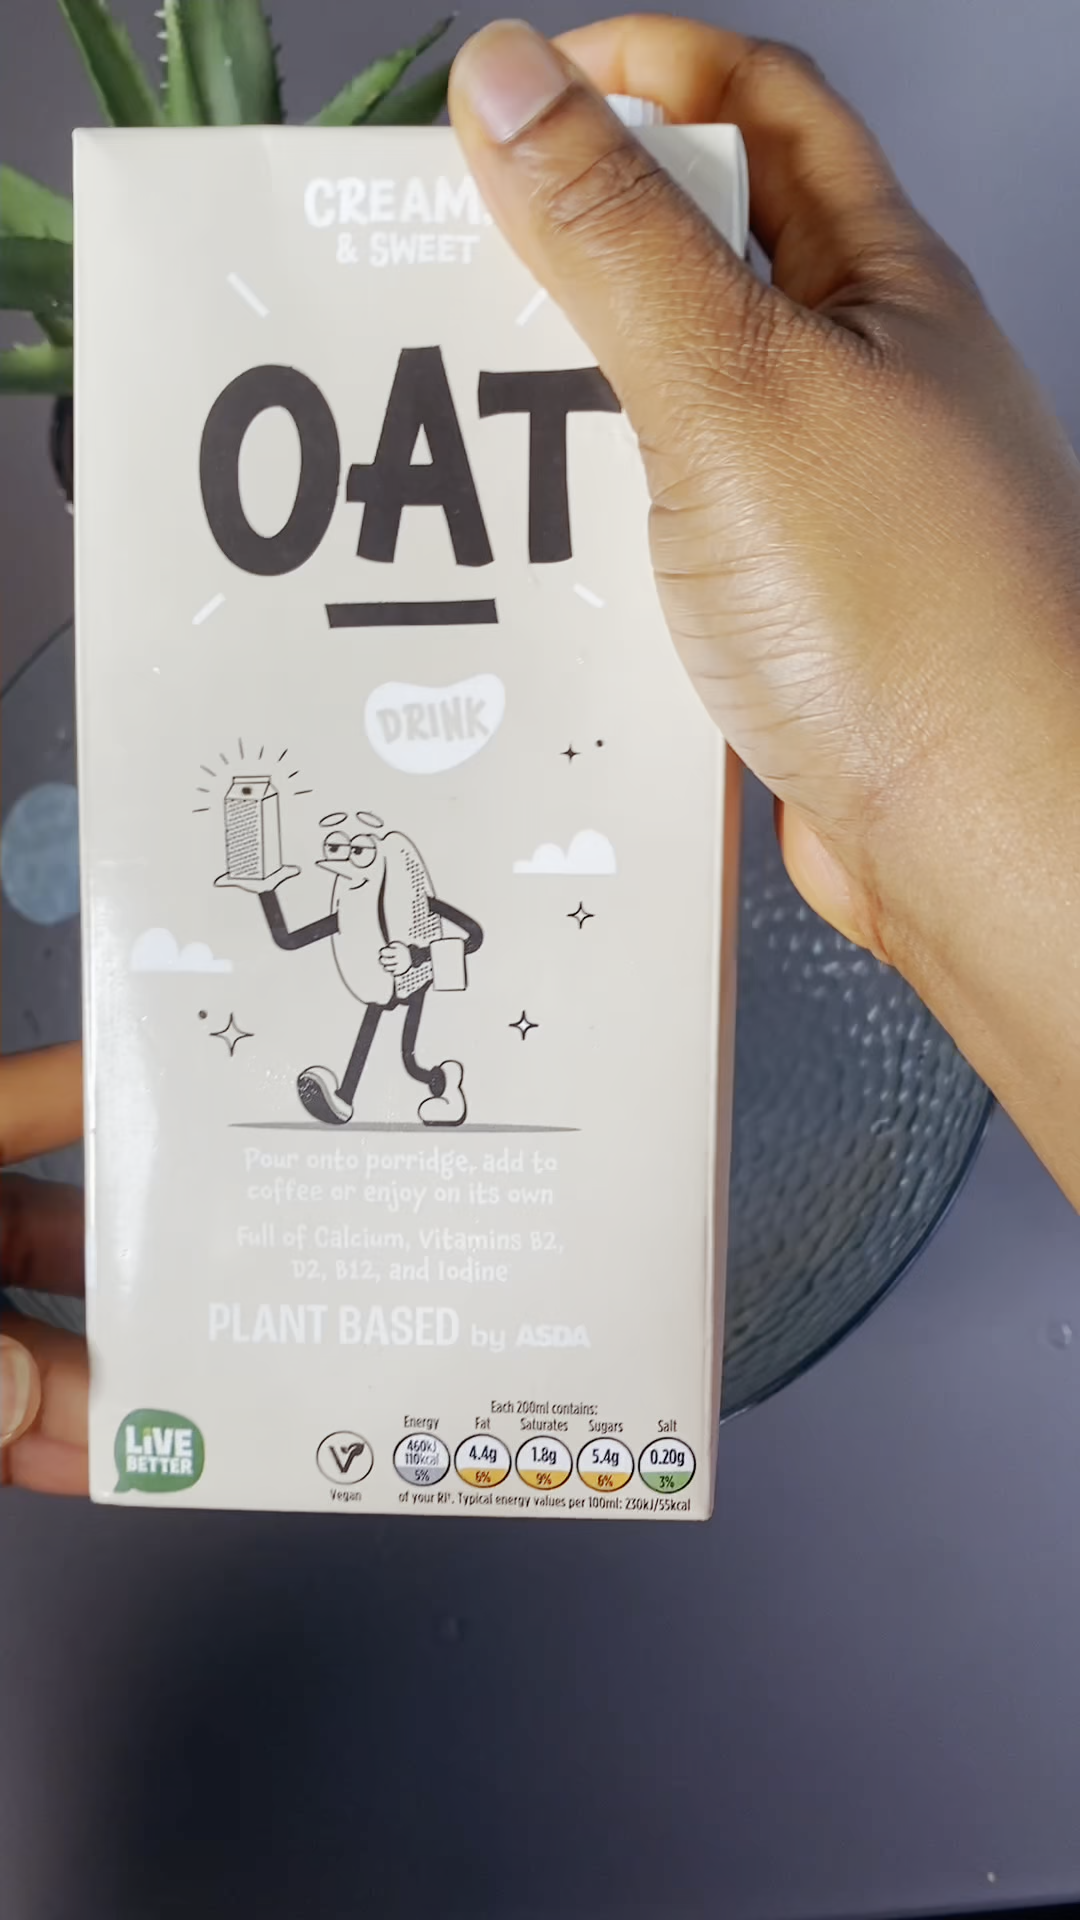 CREAM
& SWEET
OAT
DRINK
Pour onto porridge, add to
coffee or enjoy on its own
Full of Calcium, Vitamins B2,
D2, B12, and Iodine
PLANT BASED by ASDA
LiVE
BETTER
Vegan
Each 200ml contains:
Energy Fat Saturates Sugars Salt
460kJ
110kcal 4.4g 1.8g 5.4g 0.20g
5% 6% 9% 6% 3%
of your RI*. Typical energy values per 100ml: 230kJ/55kcal